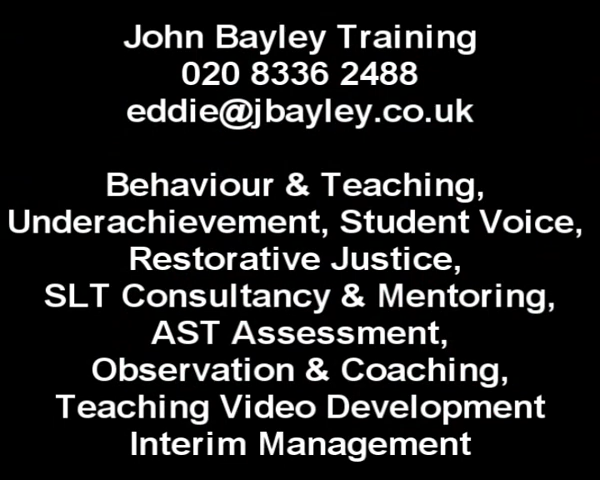 John Bayley Training
020 8336 2488
eddie@jbayley.co.uk
Behaviour & Teaching,
Underachievement, Student Voice,
Restorative Justice,
SLT Consultancy & Mentoring,
AST Assessment,
Observation & Coaching,
Teaching Video Development
Interim Management